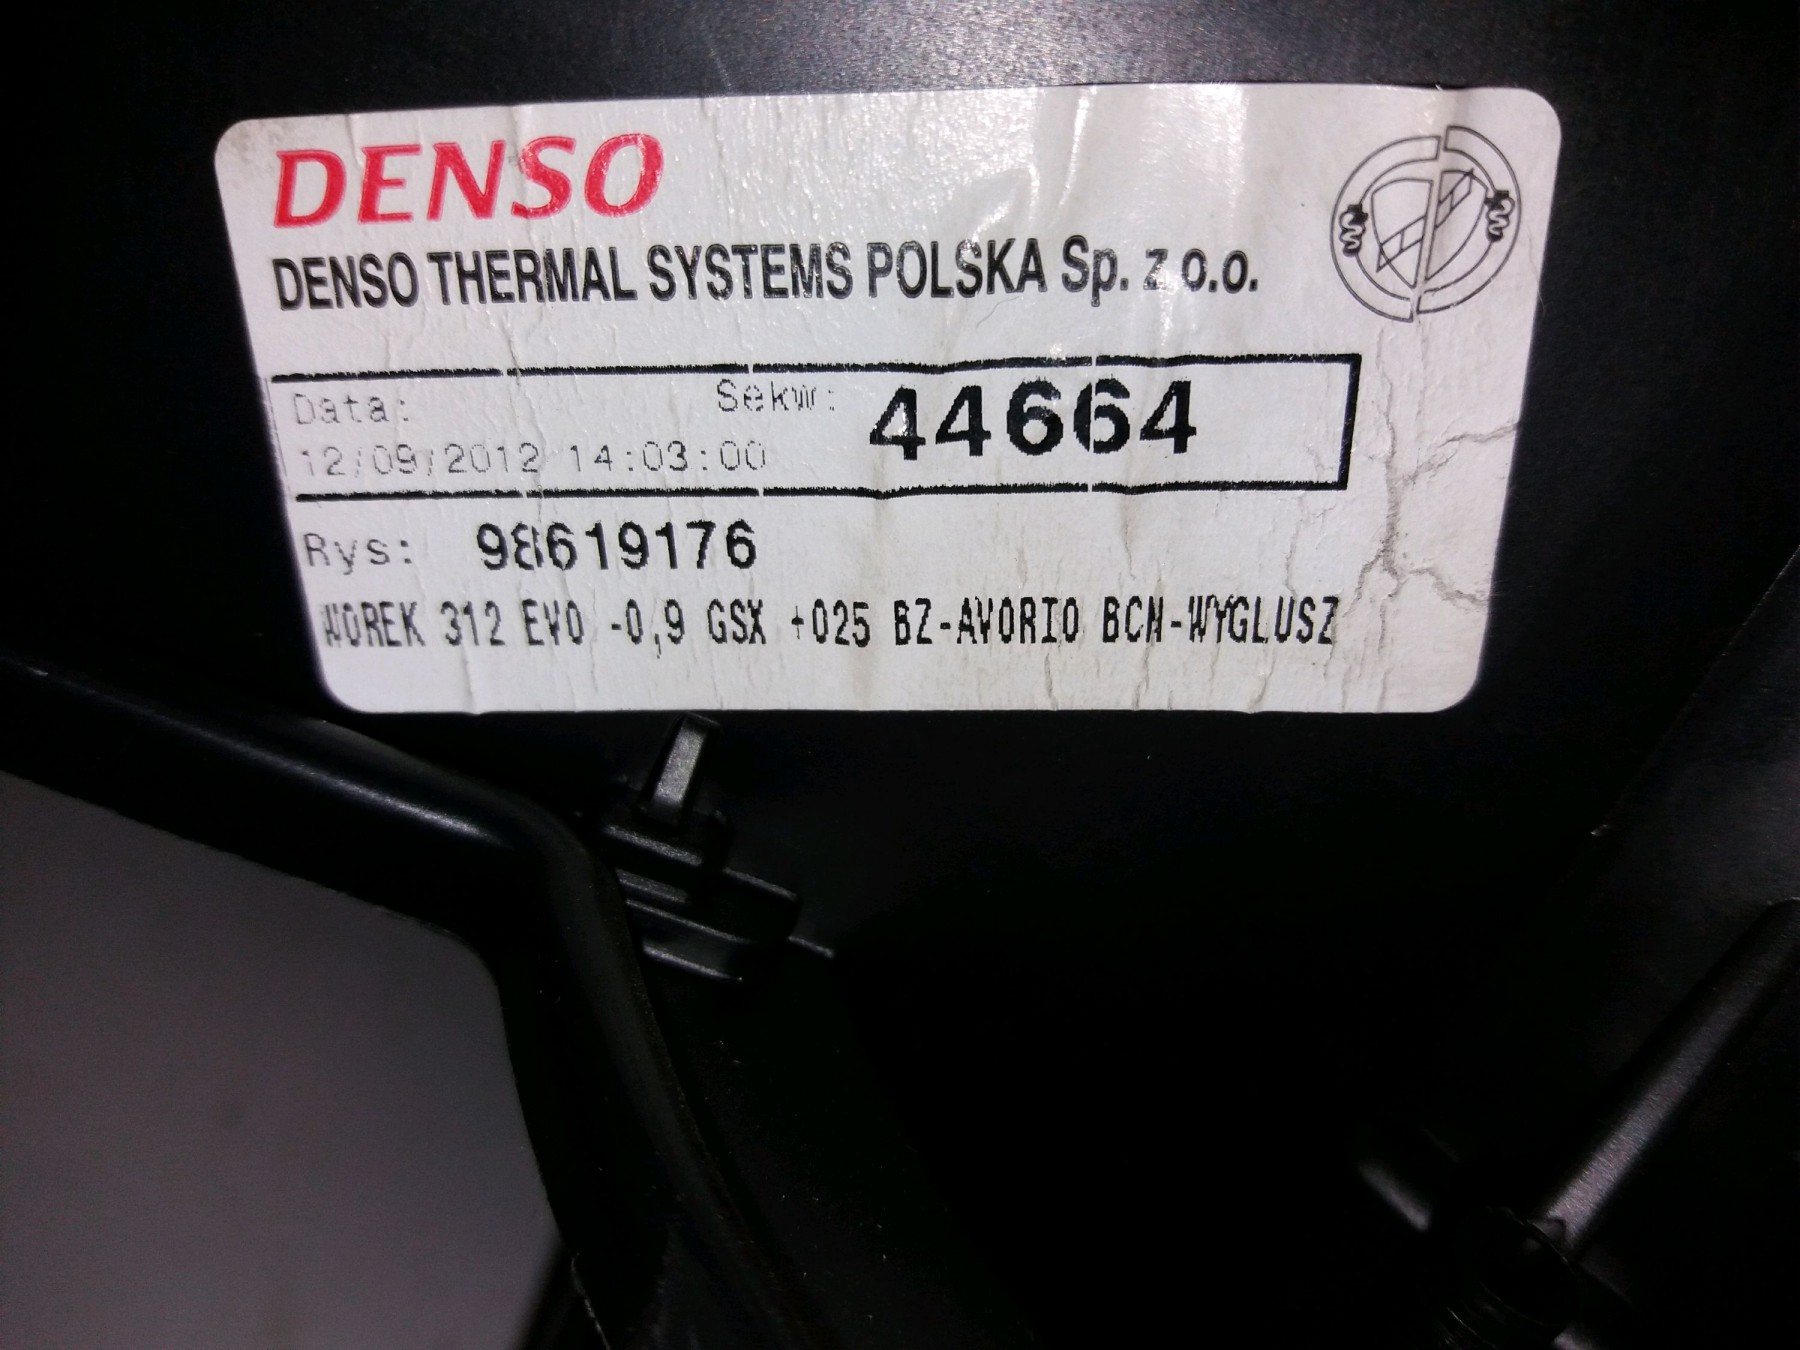 DENSO
DENSO THERMAL SYSTEMS POLSKA Sp. z o.o.
Data: Sekw: 44664
12/09/2012 14:03:00
Rys: 98619176
WOREK 312 EVO -0,9 GSX +025 BZ-AVORIO BCN-WYGLUSZ